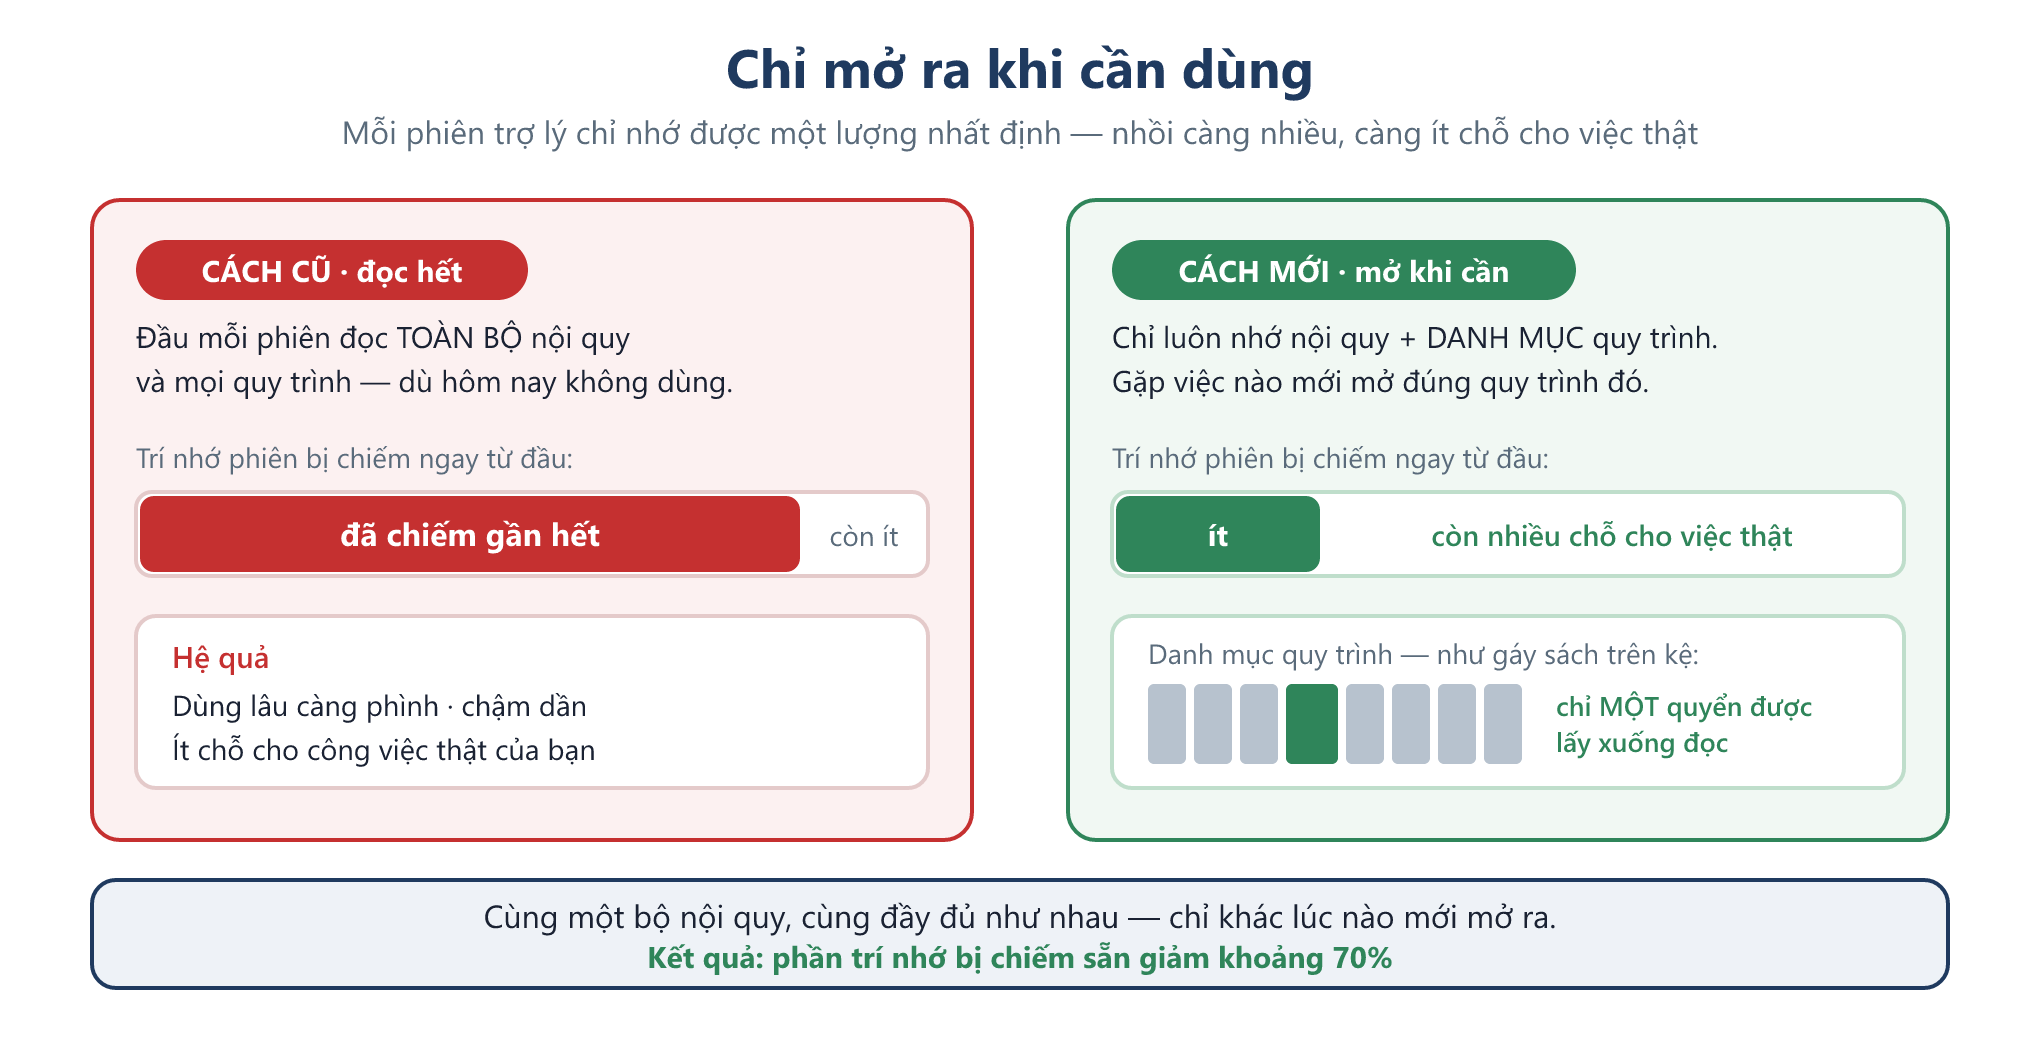 Chỉ mở ra khi cần dùng
Mỗi phiên trợ lý chỉ nhớ được một lượng nhất định — nhồi càng nhiều, càng ít chỗ cho việc thật
CÁCH CŨ · đọc hết
Đầu mỗi phiên đọc TOÀN BỘ nội quy
và mọi quy trình — dù hôm nay không dùng.
Trí nhớ phiên bị chiếm ngay từ đầu:
đã chiếm gần hết
còn ít
Hệ quả
Dùng lâu càng phình · chậm dần
Ít chỗ cho công việc thật của bạn
CÁCH MỚI · mở khi cần
Chỉ luôn nhớ nội quy + DANH MỤC quy trình.
Gặp việc nào mới mở đúng quy trình đó.
Trí nhớ phiên bị chiếm ngay từ đầu:
ít
còn nhiều chỗ cho việc thật
Danh mục quy trình — như gáy sách trên kệ:
chỉ MỘT quyển được
lấy xuống đọc
Cùng một bộ nội quy, cùng đầy đủ như nhau — chỉ khác lúc nào mới mở ra.
Kết quả: phần trí nhớ bị chiếm sẵn giảm khoảng 70%